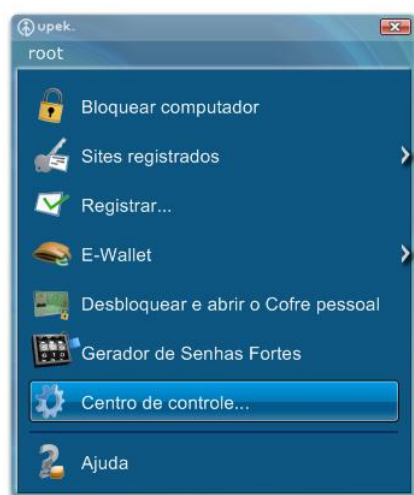 upek.
root
Bloquear computador
Sites registrados
Registrar...
E-Wallet
Desbloquear e abrir o Cofre pessoal
Gerador de Senhas Fortes
Centro de controle...
Ajuda